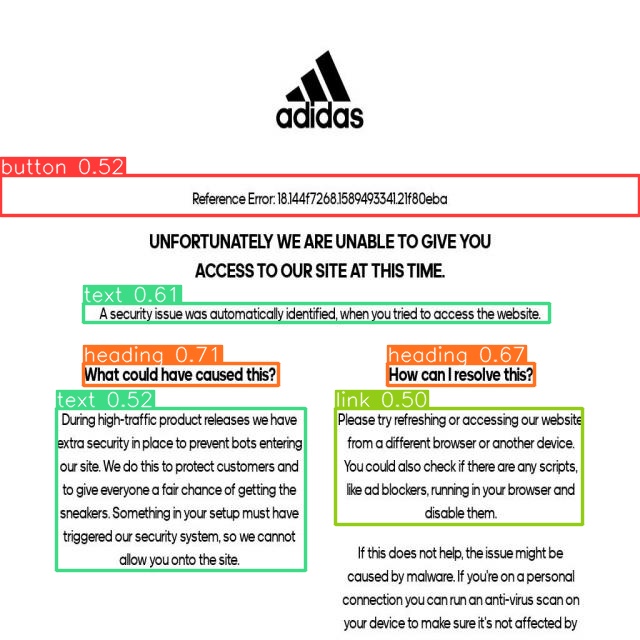 adidas
button 0.52
Reference Error: 18.144f7268.1589493341.21f80eba
UNFORTUNATELY WE ARE UNABLE TO GIVE YOU
ACCESS TO OUR SITE AT THIS TIME.
text 0.61
A security issue was automatically identified, when you tried to access the website.
heading 0.71
What could have caused this?
text 0.52
During high-traffic product releases we have
extra security in place to prevent bots entering
our site. We do this to protect customers and
to give everyone a fair chance of getting the
sneakers. Something in your setup must have
triggered our security system, so we cannot
allow you onto the site.
heading 0.67
How can I resolve this?
link 0.50
Please try refreshing or accessing our website
from a different browser or another device.
You could also check if there are any scripts,
like ad blockers, running in your browser and
disable them.
If this does not help, the issue might be
caused by malware. If you're on a personal
connection you can run an anti-virus scan on
your device to make sure it's not affected by